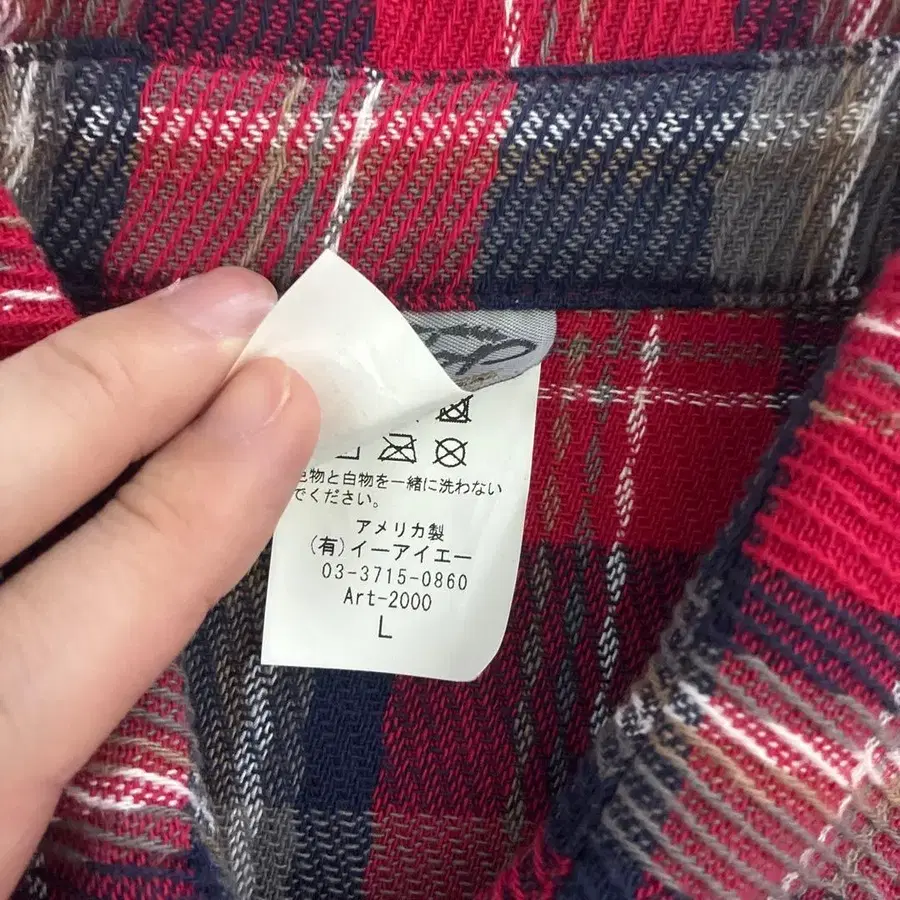 色物と白物を一緒に洗わない
でください。
アメリカ製
(有)イーアイエー
03-3715-0860
Art-2000
L